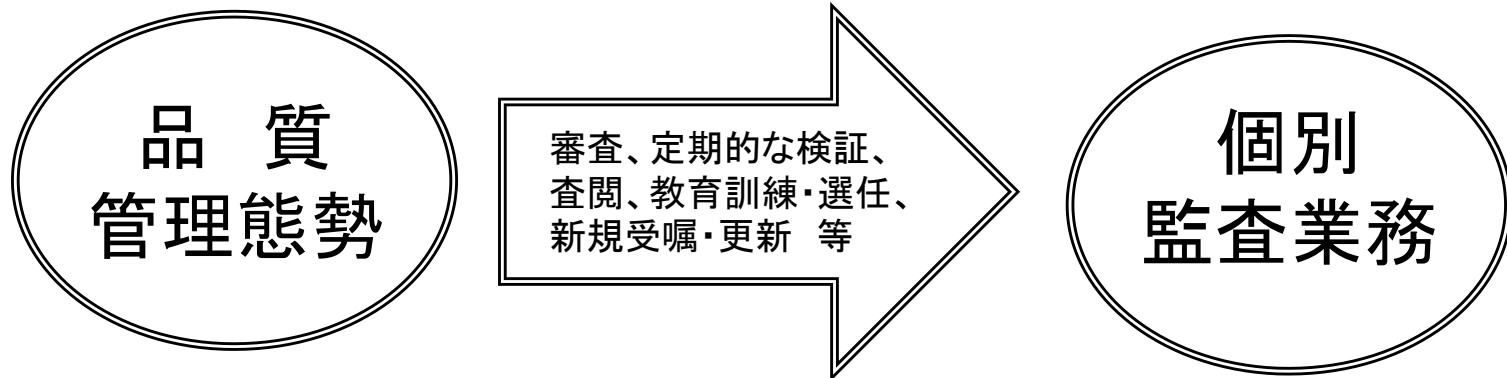 品　質
管理態勢
審査、定期的な検証、
査閲、教育訓練・選任、
新規受嘱・更新　等
個別
監査業務